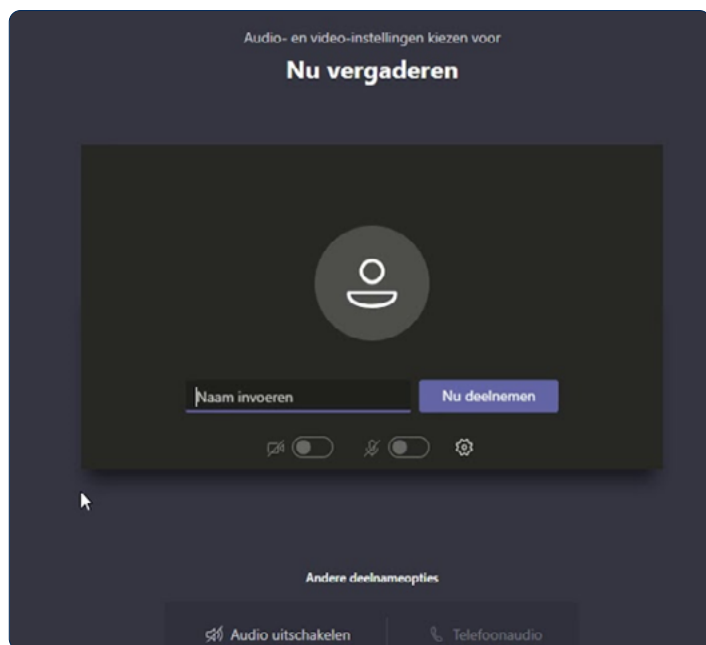 Audio- en video-instellingen kiezen voor
Nu vergaderen
Naam invoeren
Nu deelnemen
Andere deelnameopties
Audio uitschakelen
Telefoonaudio